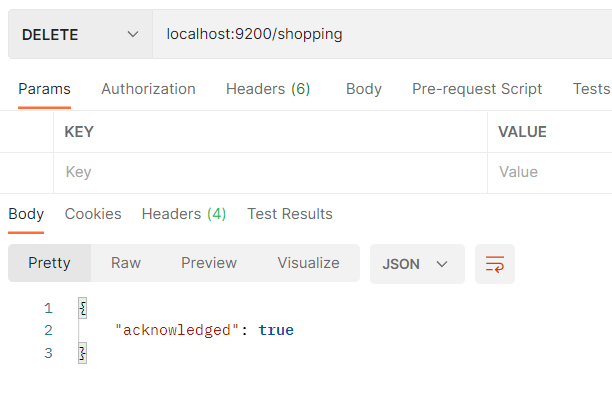 DELETE localhost:9200/shopping
Params Authorization Headers (6) Body Pre-request Script Tests
KEY VALUE
Key Value
Body Cookies Headers (4) Test Results
Pretty Raw Preview Visualize JSON
1 {
2 "acknowledged": true
3 }